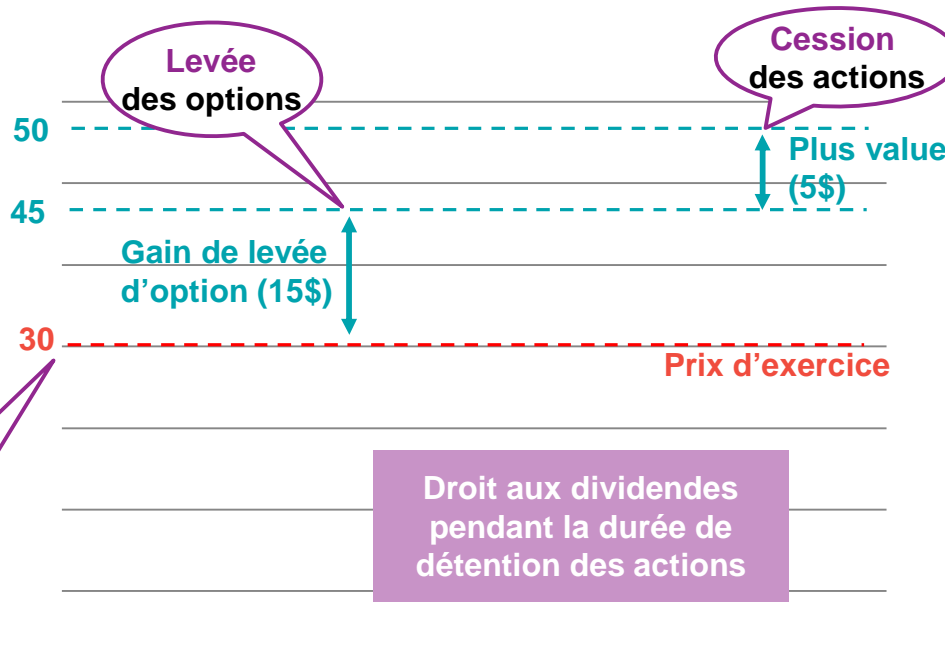 Levée
des options
Cession
des actions
50
Plus value
(5$)
45
Gain de levée
d'option (15$)
30
Prix d'exercice
Droit aux dividendes
pendant la durée de
détention des actions